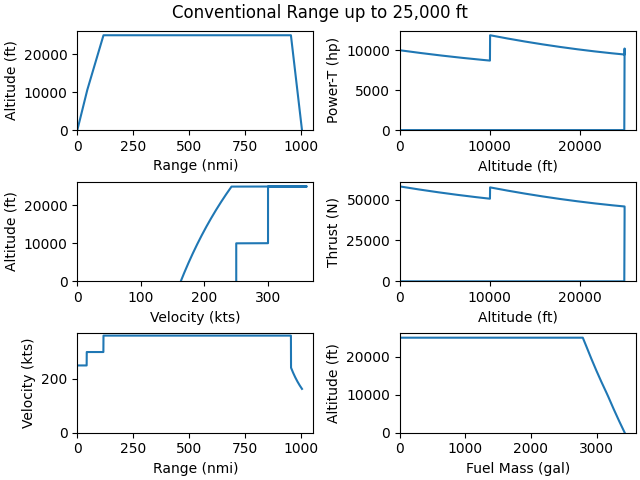 Conventional Range up to 25,000 ft
Altitude (ft)
20000
10000
0
0 250 500 750 1000
Range (nmi)
Power-T (hp)
10000
5000
0
0 10000 20000
Altitude (ft)
Altitude (ft)
20000
10000
0
0 100 200 300
Velocity (kts)
Thrust (N)
50000
25000
0
0 10000 20000
Altitude (ft)
Velocity (kts)
200
0
0 250 500 750 1000
Range (nmi)
Altitude (ft)
20000
10000
0
0 1000 2000 3000
Fuel Mass (gal)